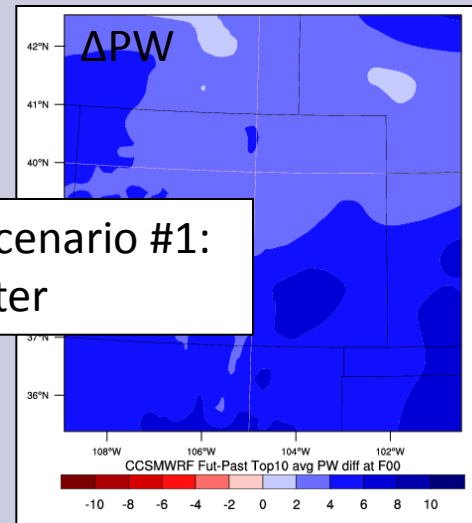 ΔPW
42°N
41°N
40°N
cenario #1:
ter
37°N
36°N
108°W 106°W 104°W 102°W
CCSMWRF Fut-Past Top10 avg PW diff at F00
-10 -8 -6 -4 -2 0 2 4 6 8 10